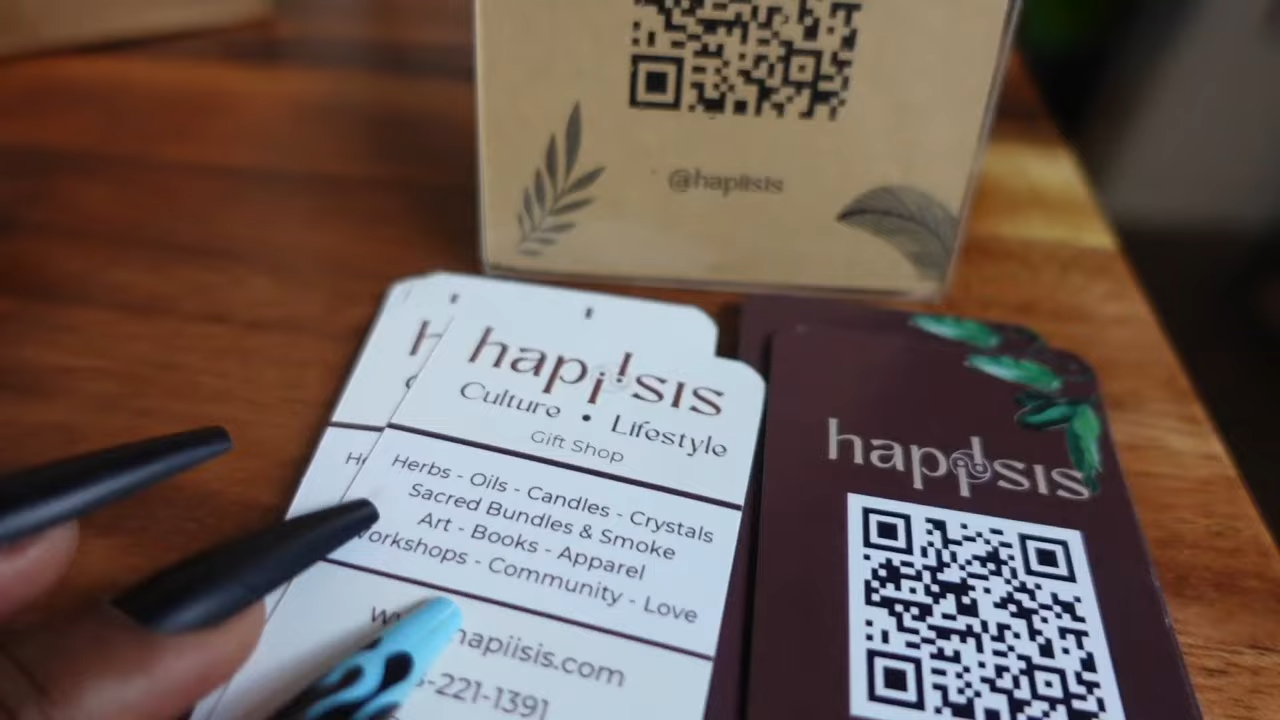 @hapiisis
hapiisis
Culture • Lifestyle
Gift Shop
Herbs - Oils - Candles - Crystals
Sacred Bundles & Smoke
Art - Books - Apparel
Workshops - Community - Love
hapiisis.com
-221-1391
hapiisis